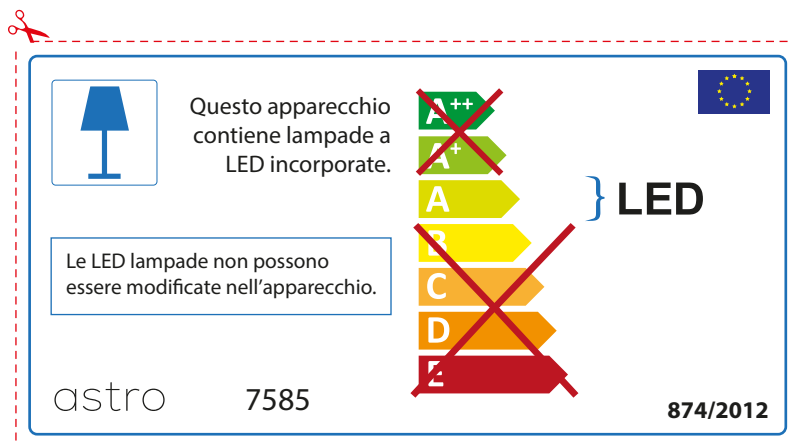 Questo apparecchio
contiene lampade a
LED incorporate.
A++
A+
A
B
C
D
E
LED
Le LED lampade non possono
essere modificate nell'apparecchio.
astro
7585
874/2012